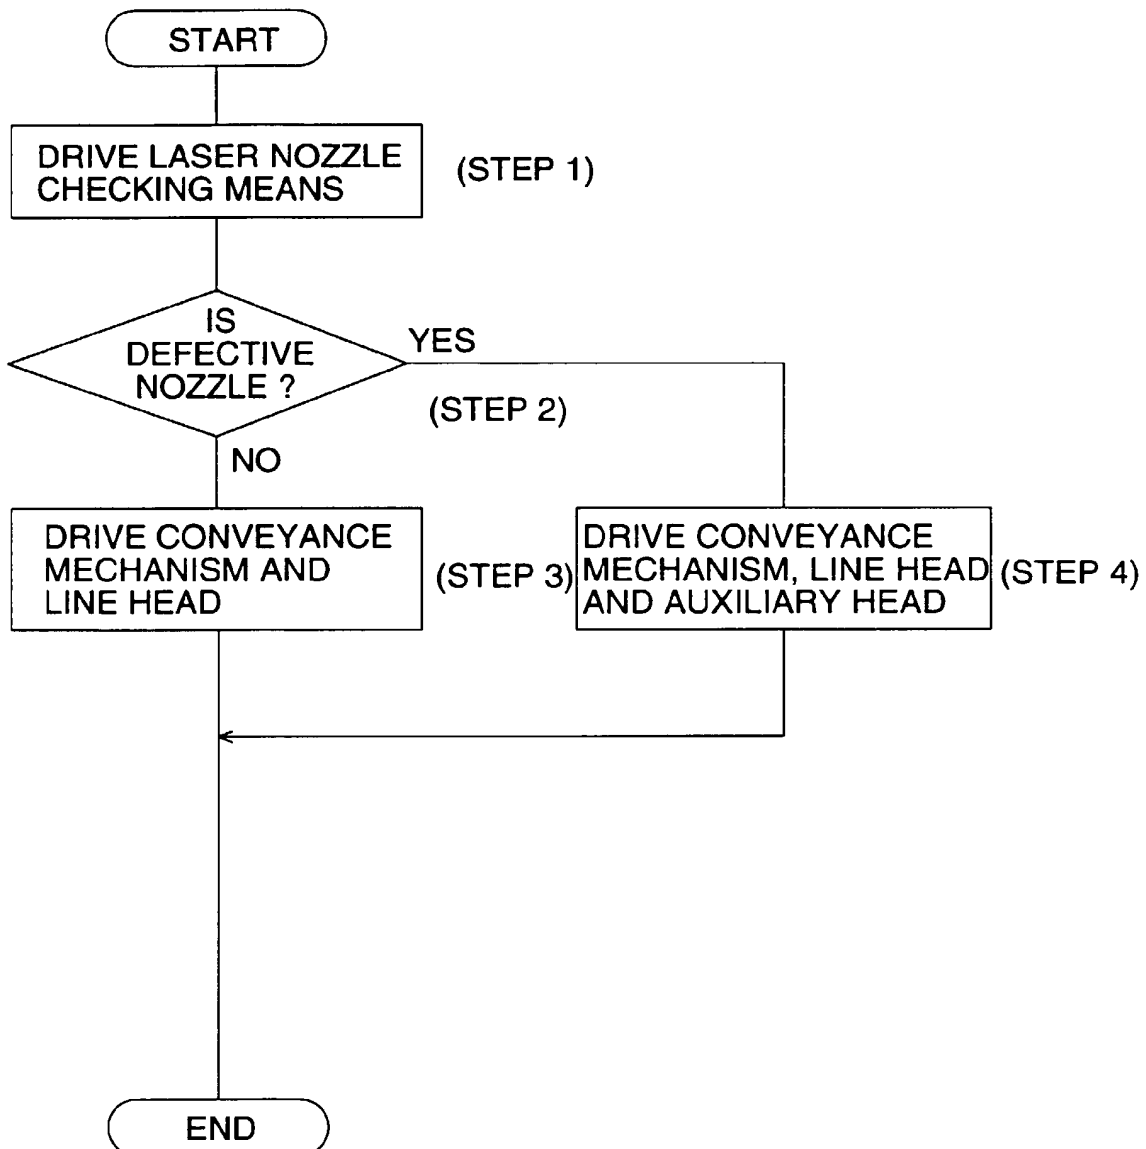 START
DRIVE LASER NOZZLE
CHECKING MEANS
(STEP 1)
IS
DEFECTIVE
NOZZLE ?
YES
(STEP 2)
NO
DRIVE CONVEYANCE
MECHANISM AND
LINE HEAD
(STEP 3)
DRIVE CONVEYANCE
MECHANISM, LINE HEAD
AND AUXILIARY HEAD
(STEP 4)
END